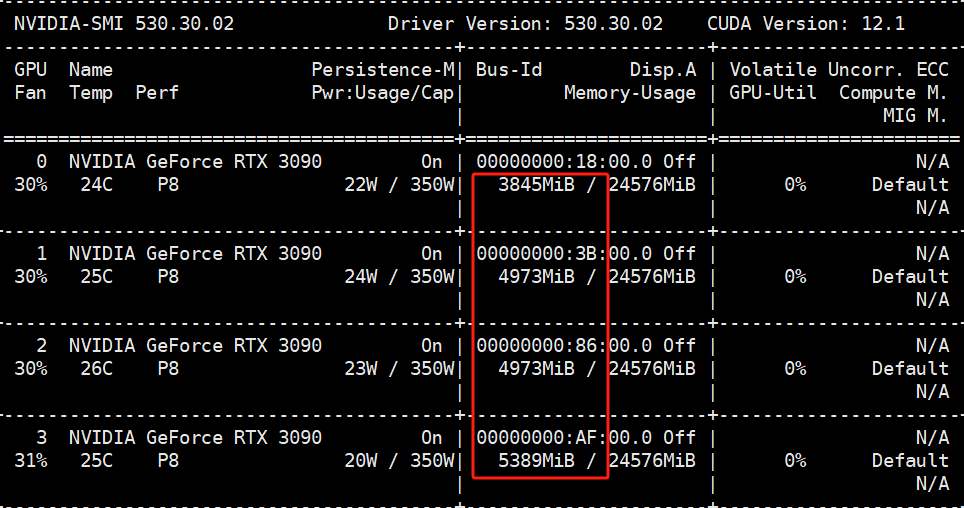 NVIDIA-SMI 530.30.02 Driver Version: 530.30.02 CUDA Version: 12.1
GPU Name Persistence-M| Bus-Id Disp.A | Volatile Uncorr. ECC
Fan Temp Perf Pwr:Usage/Cap| Memory-Usage | GPU-Util Compute M.
| | MIG M.
0 NVIDIA GeForce RTX 3090 On | 00000000:18:00.0 Off | N/A
30% 24C P8 22W / 350W| 3845MiB / 24576MiB | 0% Default
| | N/A
1 NVIDIA GeForce RTX 3090 On | 00000000:3B:00.0 Off | N/A
30% 25C P8 24W / 350W| 4973MiB / 24576MiB | 0% Default
| | N/A
2 NVIDIA GeForce RTX 3090 On | 00000000:86:00.0 Off | N/A
30% 26C P8 23W / 350W| 4973MiB / 24576MiB | 0% Default
| | N/A
3 NVIDIA GeForce RTX 3090 On | 00000000:AF:00.0 Off | N/A
31% 25C P8 20W / 350W| 5389MiB / 24576MiB | 0% Default
| | N/A